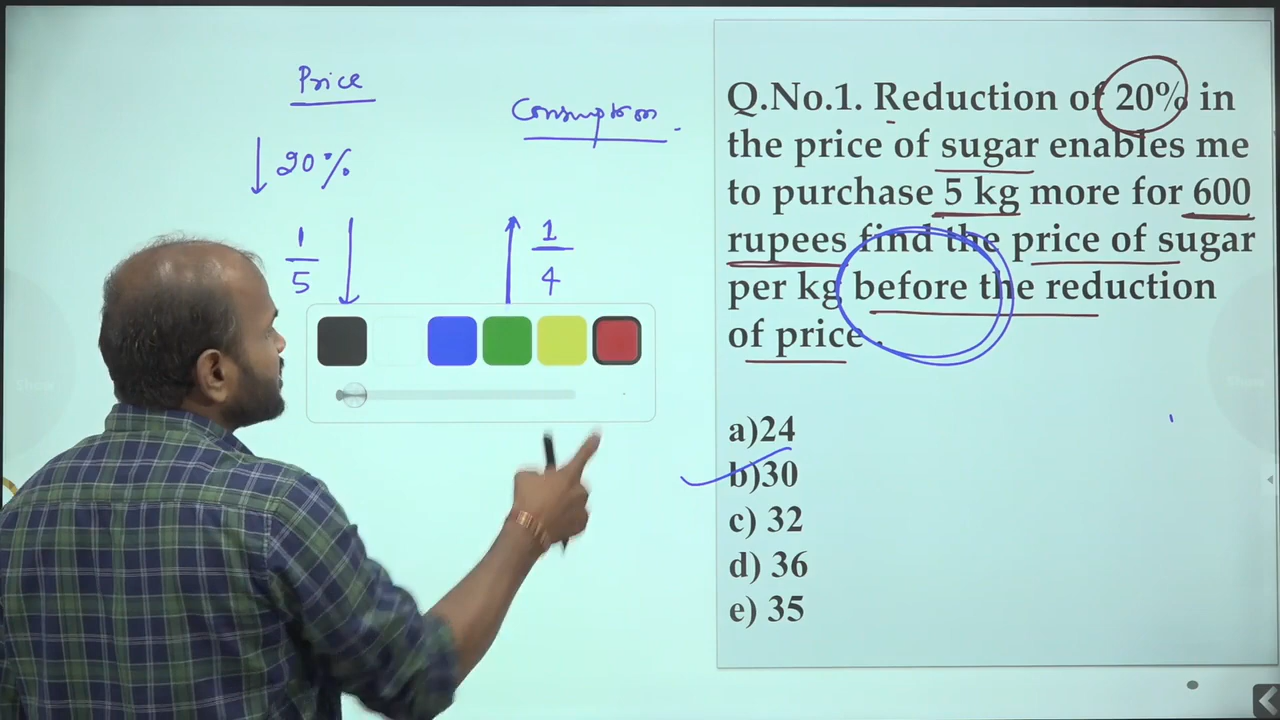 Price
Consumption.
↓ 20%
1/5 ↓
↑ 1/4
Q.No.1. Reduction of 20% in
the price of sugar enables me
to purchase 5 kg more for 600
rupees find the price of sugar
per kg before the reduction
of price .
a)24
b)30
c) 32
d) 36
e) 35